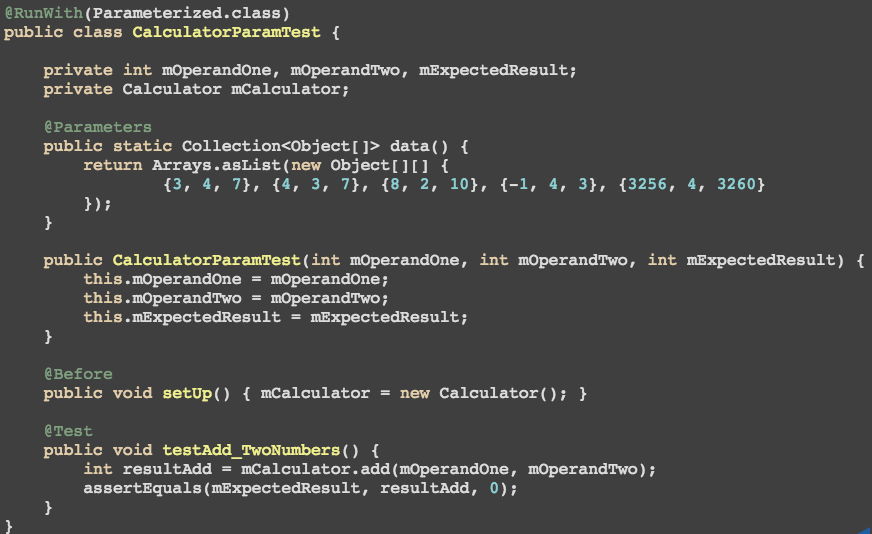 @RunWith(Parameterized.class)
public class CalculatorParamTest {
    private int mOperandOne, mOperandTwo, mExpectedResult;
    private Calculator mCalculator;
    @Parameters
    public static Collection<Object[]> data() {
        return Arrays.asList(new Object[][] {
                {3, 4, 7}, {4, 3, 7}, {8, 2, 10}, {-1, 4, 3}, {3256, 4, 3260}
        });
    }
    public CalculatorParamTest(int mOperandOne, int mOperandTwo, int mExpectedResult) {
        this.mOperandOne = mOperandOne;
        this.mOperandTwo = mOperandTwo;
        this.mExpectedResult = mExpectedResult;
    }
    @Before
    public void setUp() { mCalculator = new Calculator(); }
    @Test
    public void testAdd_TwoNumbers() {
        int resultAdd = mCalculator.add(mOperandOne, mOperandTwo);
        assertEquals(mExpectedResult, resultAdd, 0);
    }
}